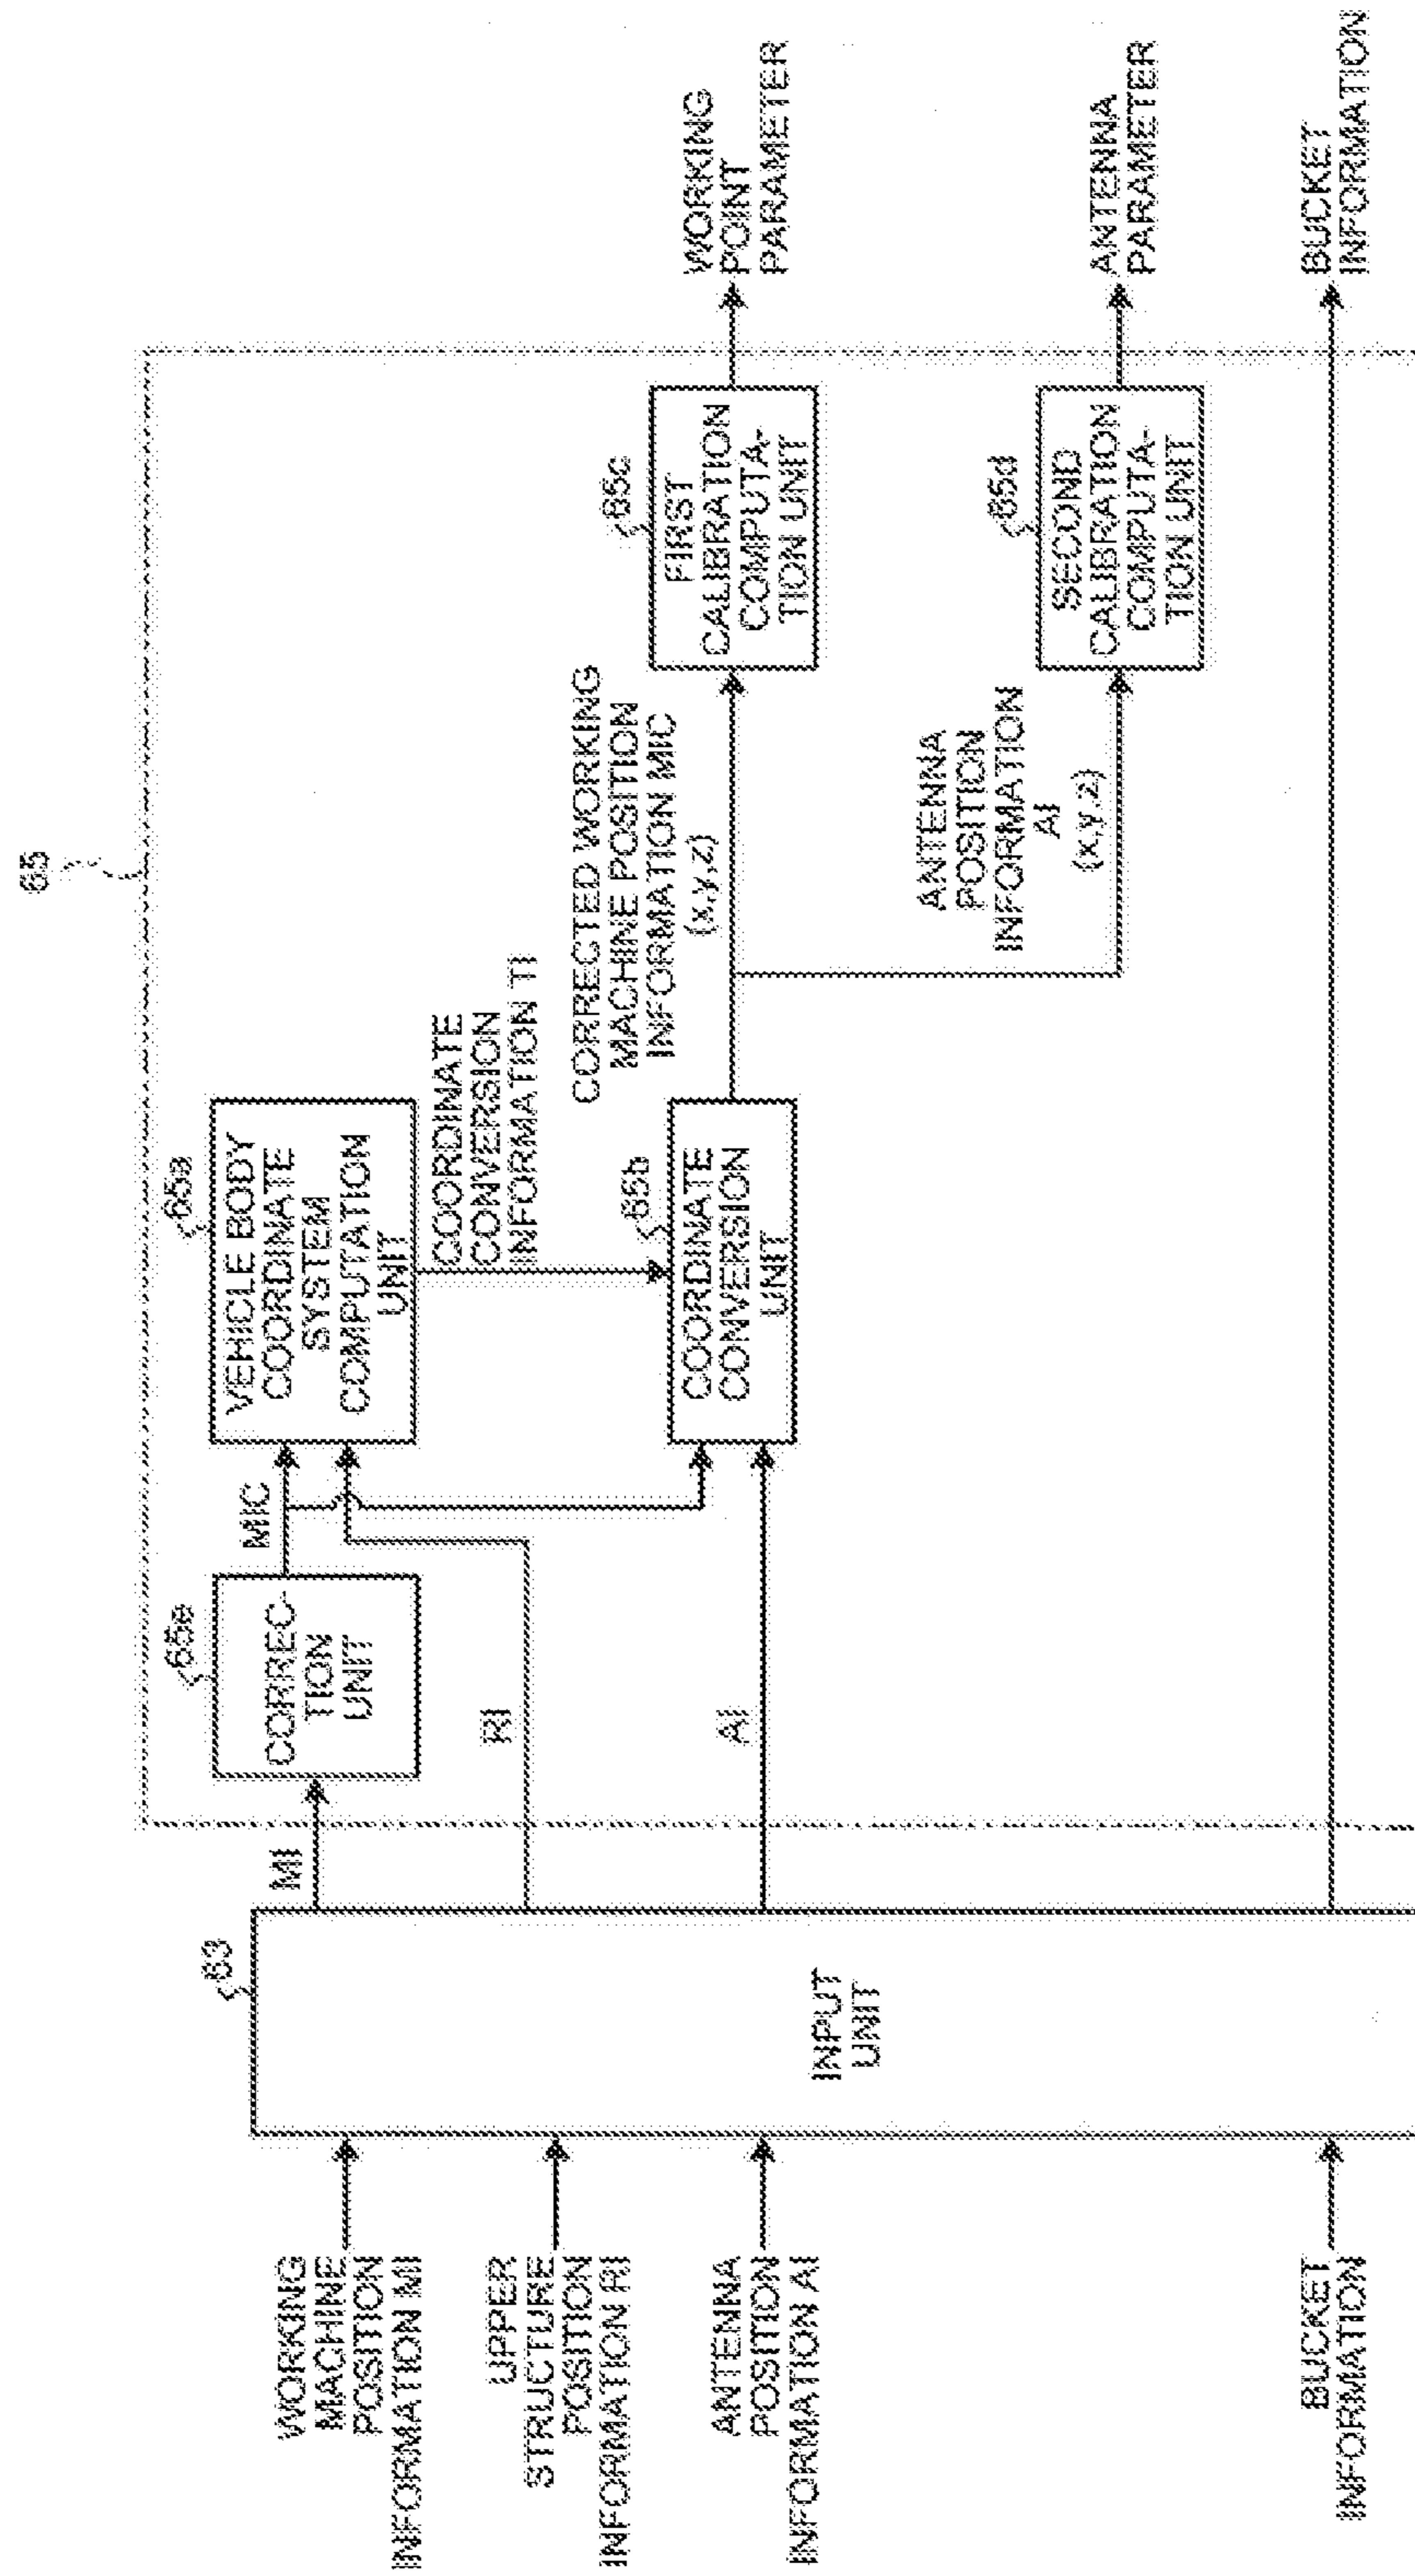 65
WORKING
MACHINE
POSITION
INFORMATION MI
UPPER
STRUCTURE
POSITION
INFORMATION RI
ANTENNA
POSITION
INFORMATION AI
BUCKET
INFORMATION
63
INPUT
UNIT
MI
RI
AI
65e
CORREC-
TION
UNIT
MIC
65a
VEHICLE BODY
COORDINATE
SYSTEM
COMPUTATION
UNIT
COORDINATE
CONVERSION
INFORMATION TI
65b
COORDINATE
CONVERSION
UNIT
CORRECTED WORKING
MACHINE POSITION
INFORMATION MIC
(x,y,z)
ANTENNA
POSITION
INFORMATION
AI
(x,y,z)
65c
FIRST
CALIBRATION
COMPUTA-
TION UNIT
65d
SECOND
CALIBRATION
COMPUTA-
TION UNIT
WORKING
POINT
PARAMETER
ANTENNA
PARAMETER
BUCKET
INFORMATION